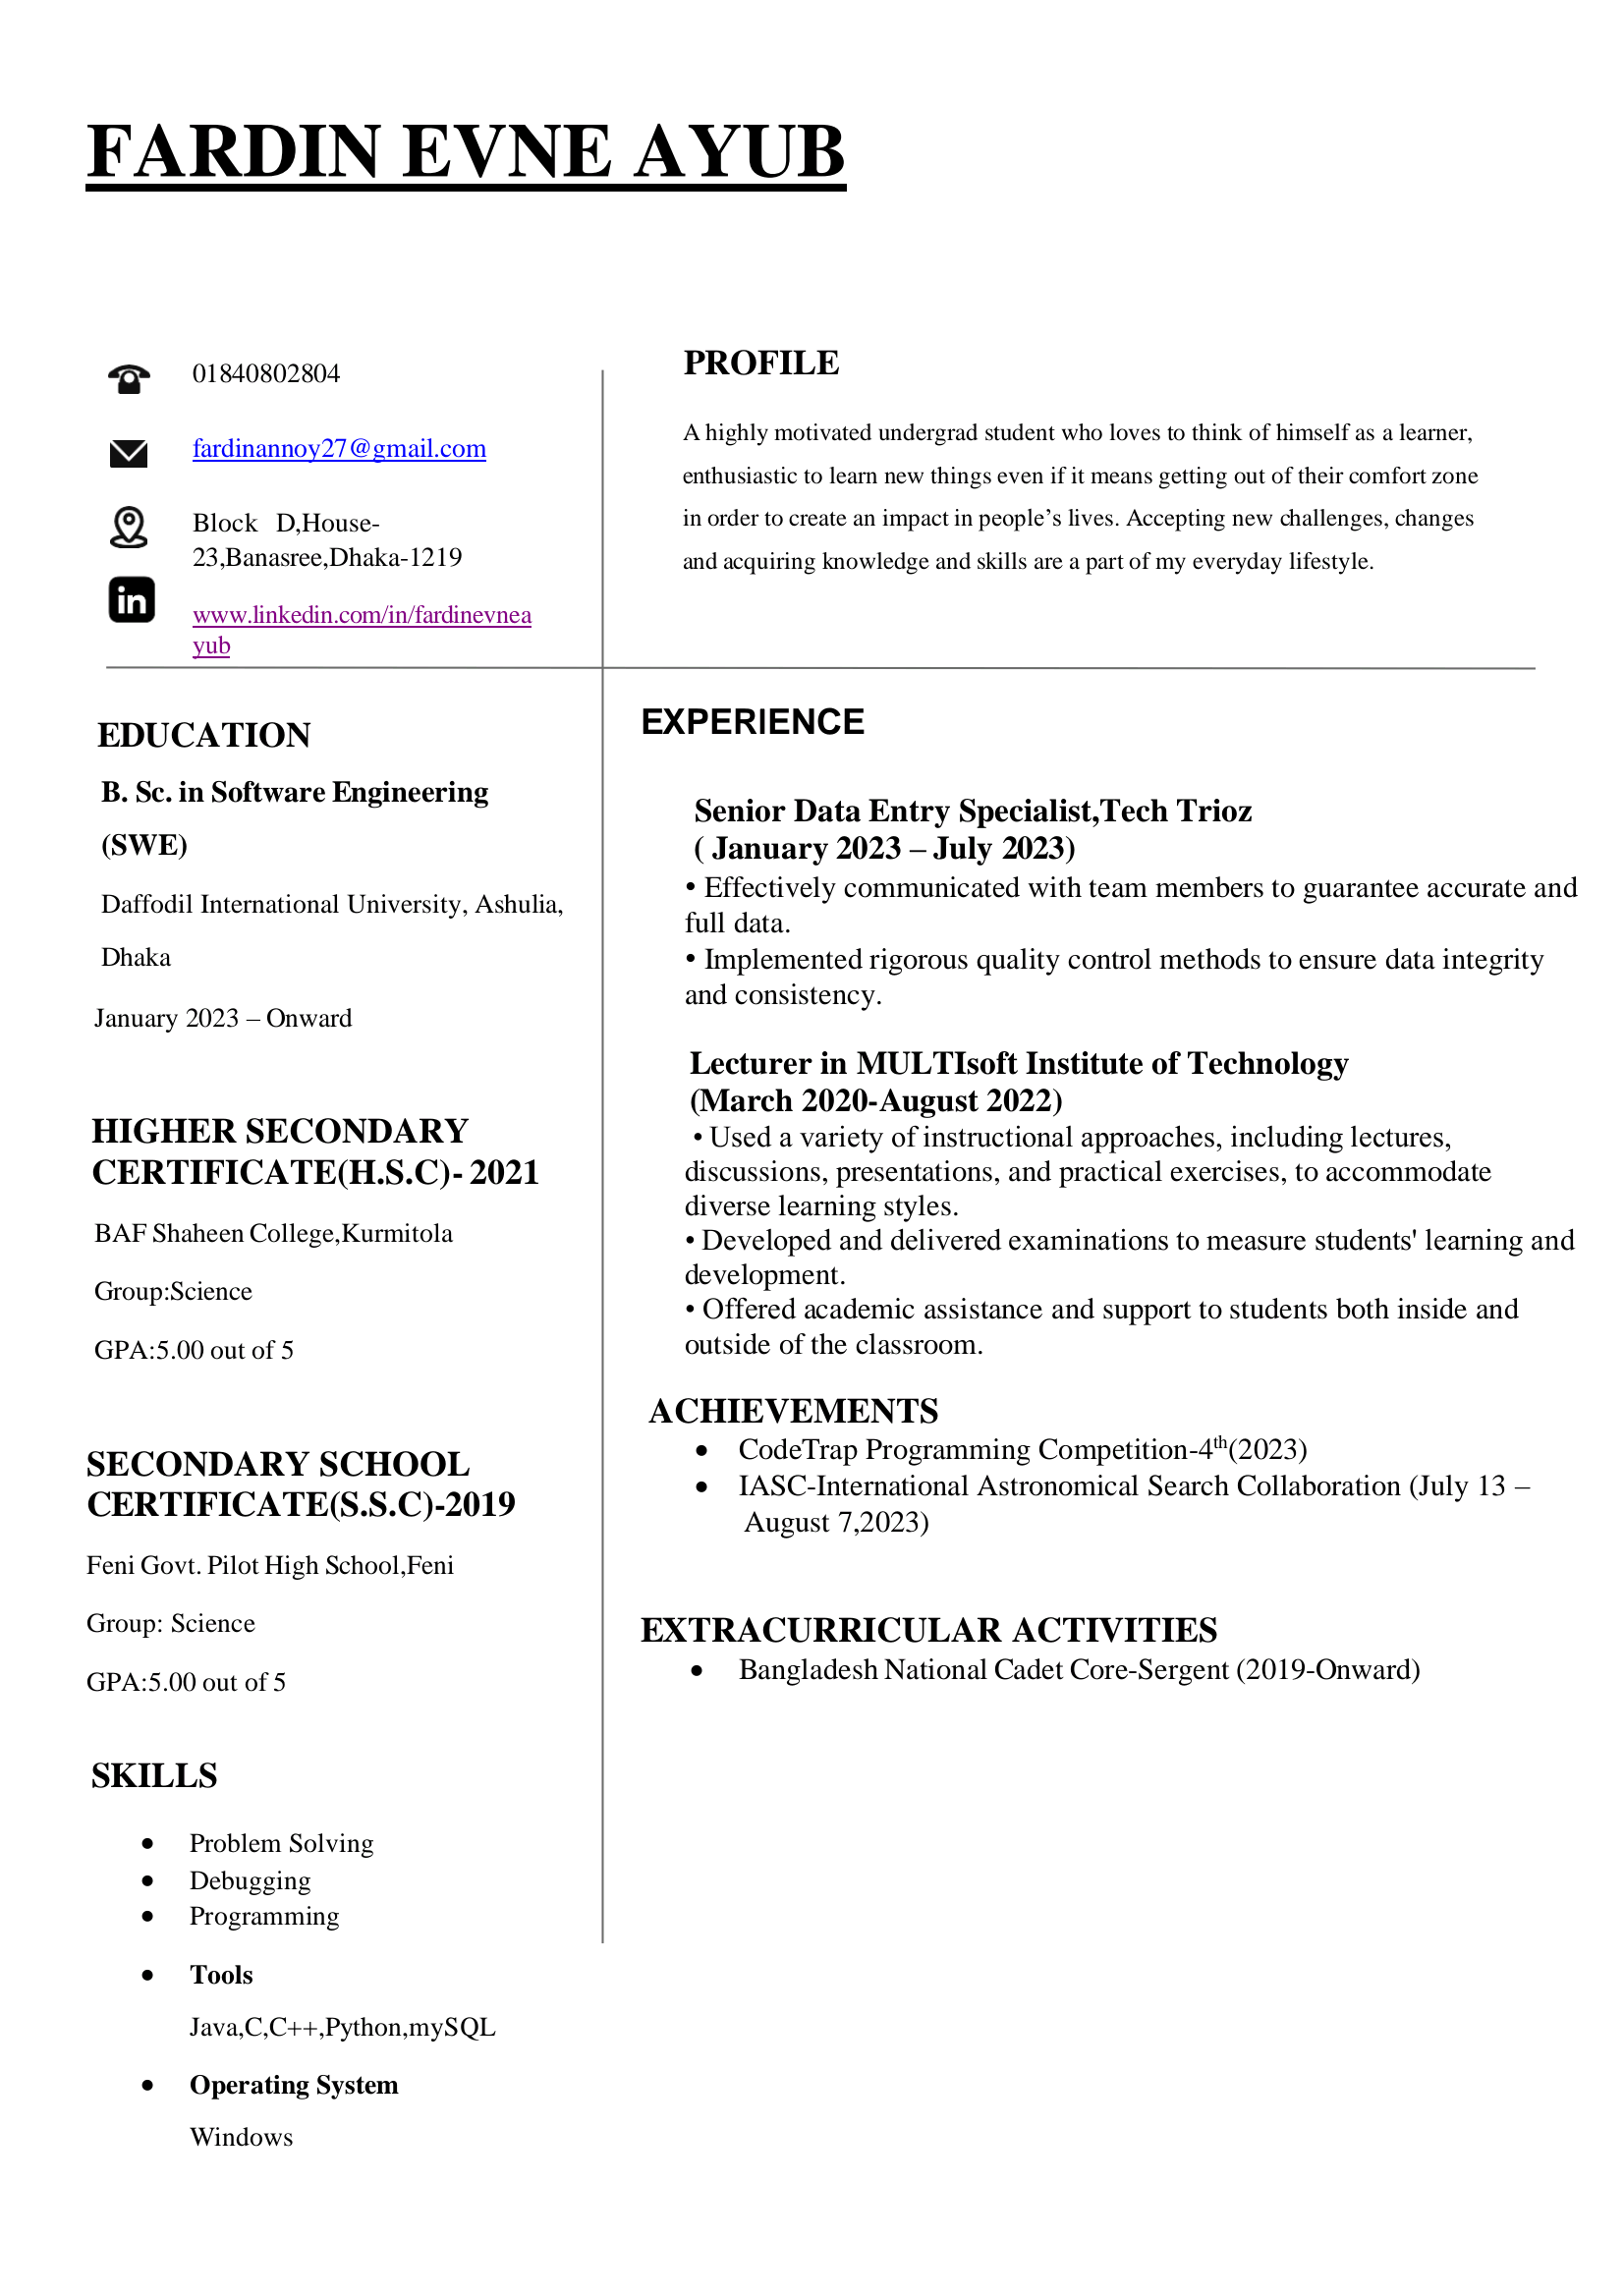 FARDIN EVNE AYUB
01840802804
fardinannoy27@gmail.com
Block D,House-
23,Banasree,Dhaka-1219
www.linkedin.com/in/fardinevnea
yub
PROFILE
A highly motivated undergrad student who loves to think of himself as a learner,
enthusiastic to learn new things even if it means getting out of their comfort zone
in order to create an impact in people’s lives. Accepting new challenges, changes
and acquiring knowledge and skills are a part of my everyday lifestyle.
EDUCATION
B. Sc. in Software Engineering
(SWE)
Daffodil International University, Ashulia,
Dhaka
January 2023 – Onward
HIGHER SECONDARY
CERTIFICATE(H.S.C)- 2021
BAF Shaheen College,Kurmitola
Group:Science
GPA:5.00 out of 5
SECONDARY SCHOOL
CERTIFICATE(S.S.C)-2019
Feni Govt. Pilot High School,Feni
Group: Science
GPA:5.00 out of 5
SKILLS
• Problem Solving
• Debugging
• Programming
• Tools
Java,C,C++,Python,mySQL
• Operating System
Windows
EXPERIENCE
Senior Data Entry Specialist,Tech Trioz
( January 2023 – July 2023)
• Effectively communicated with team members to guarantee accurate and
full data.
• Implemented rigorous quality control methods to ensure data integrity
and consistency.
Lecturer in MULTIsoft Institute of Technology
(March 2020-August 2022)
• Used a variety of instructional approaches, including lectures,
discussions, presentations, and practical exercises, to accommodate
diverse learning styles.
• Developed and delivered examinations to measure students' learning and
development.
• Offered academic assistance and support to students both inside and
outside of the classroom.
ACHIEVEMENTS
• CodeTrap Programming Competition-4th(2023)
• IASC-International Astronomical Search Collaboration (July 13 –
August 7,2023)
EXTRACURRICULAR ACTIVITIES
• Bangladesh National Cadet Core-Sergent (2019-Onward)